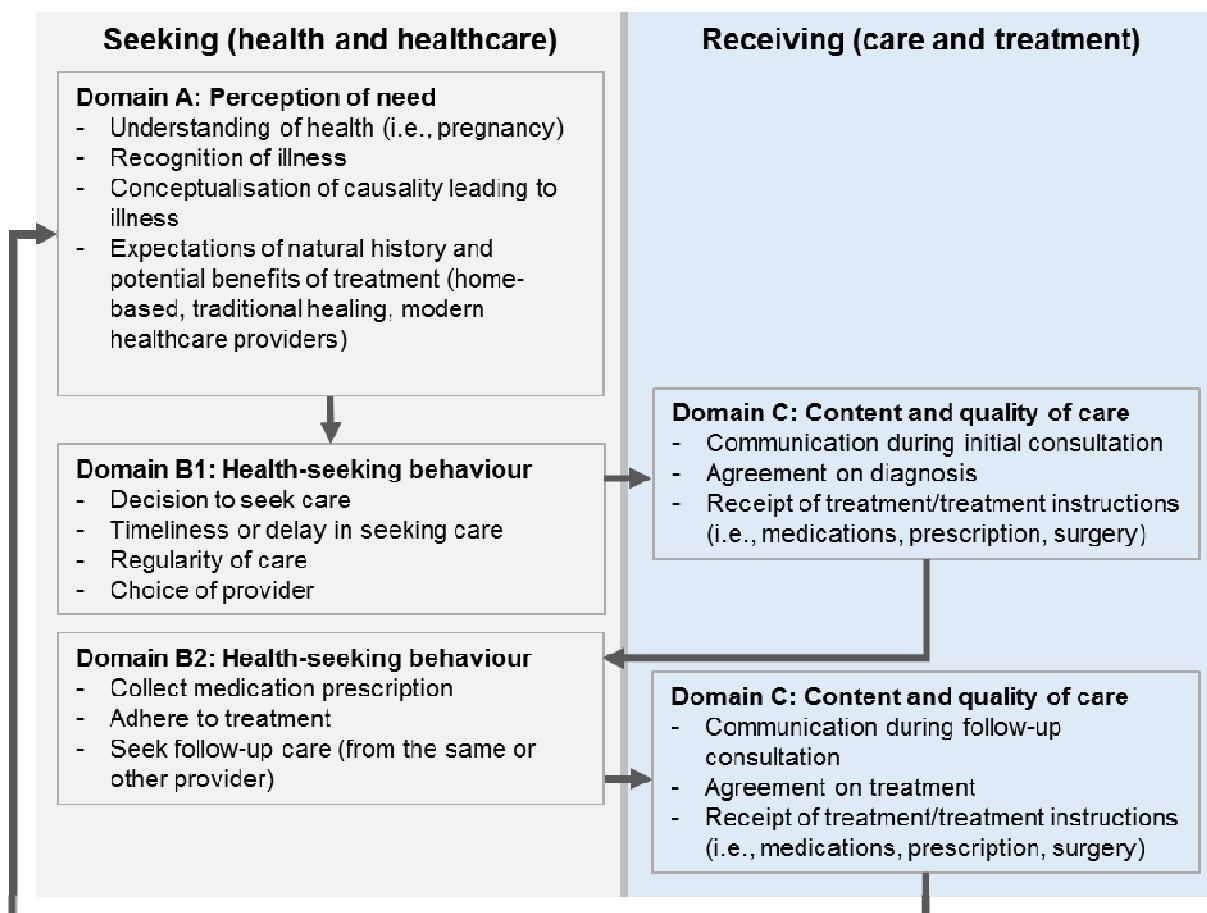 Seeking (health and healthcare)
Domain A: Perception of need
- Understanding of health (i.e., pregnancy)
- Recognition of illness
- Conceptualisation of causality leading to
illness
- Expectations of natural history and
potential benefits of treatment (home-
based, traditional healing, modern
healthcare providers)
Domain B1: Health-seeking behaviour
- Decision to seek care
- Timeliness or delay in seeking care
- Regularity of care
- Choice of provider
Domain B2: Health-seeking behaviour
- Collect medication prescription
- Adhere to treatment
- Seek follow-up care (from the same or
other provider)
Receiving (care and treatment)
Domain C: Content and quality of care
- Communication during initial consultation
- Agreement on diagnosis
- Receipt of treatment/treatment instructions
(i.e., medications, prescription, surgery)
Domain C: Content and quality of care
- Communication during follow-up
consultation
- Agreement on treatment
- Receipt of treatment/treatment instructions
(i.e., medications, prescription, surgery)